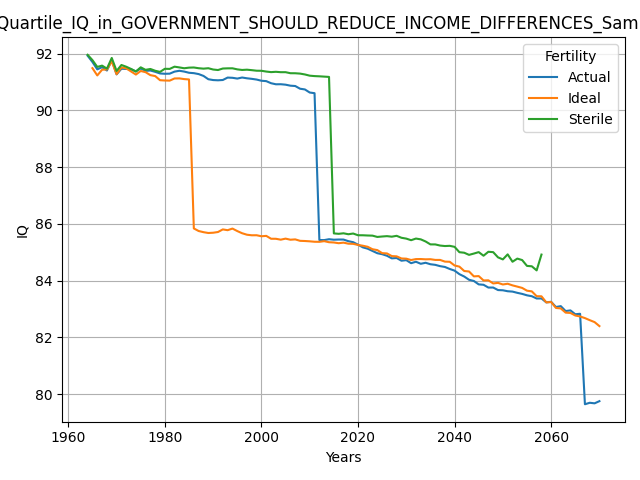 Quartile_IQ_in_GOVERNMENT_SHOULD_REDUCE_INCOME_DIFFERENCES_Sam
92
90
88
86
84
82
80
IQ
1960
1980
2000
2020
2040
2060
Years
Fertility
Actual
Ideal
Sterile